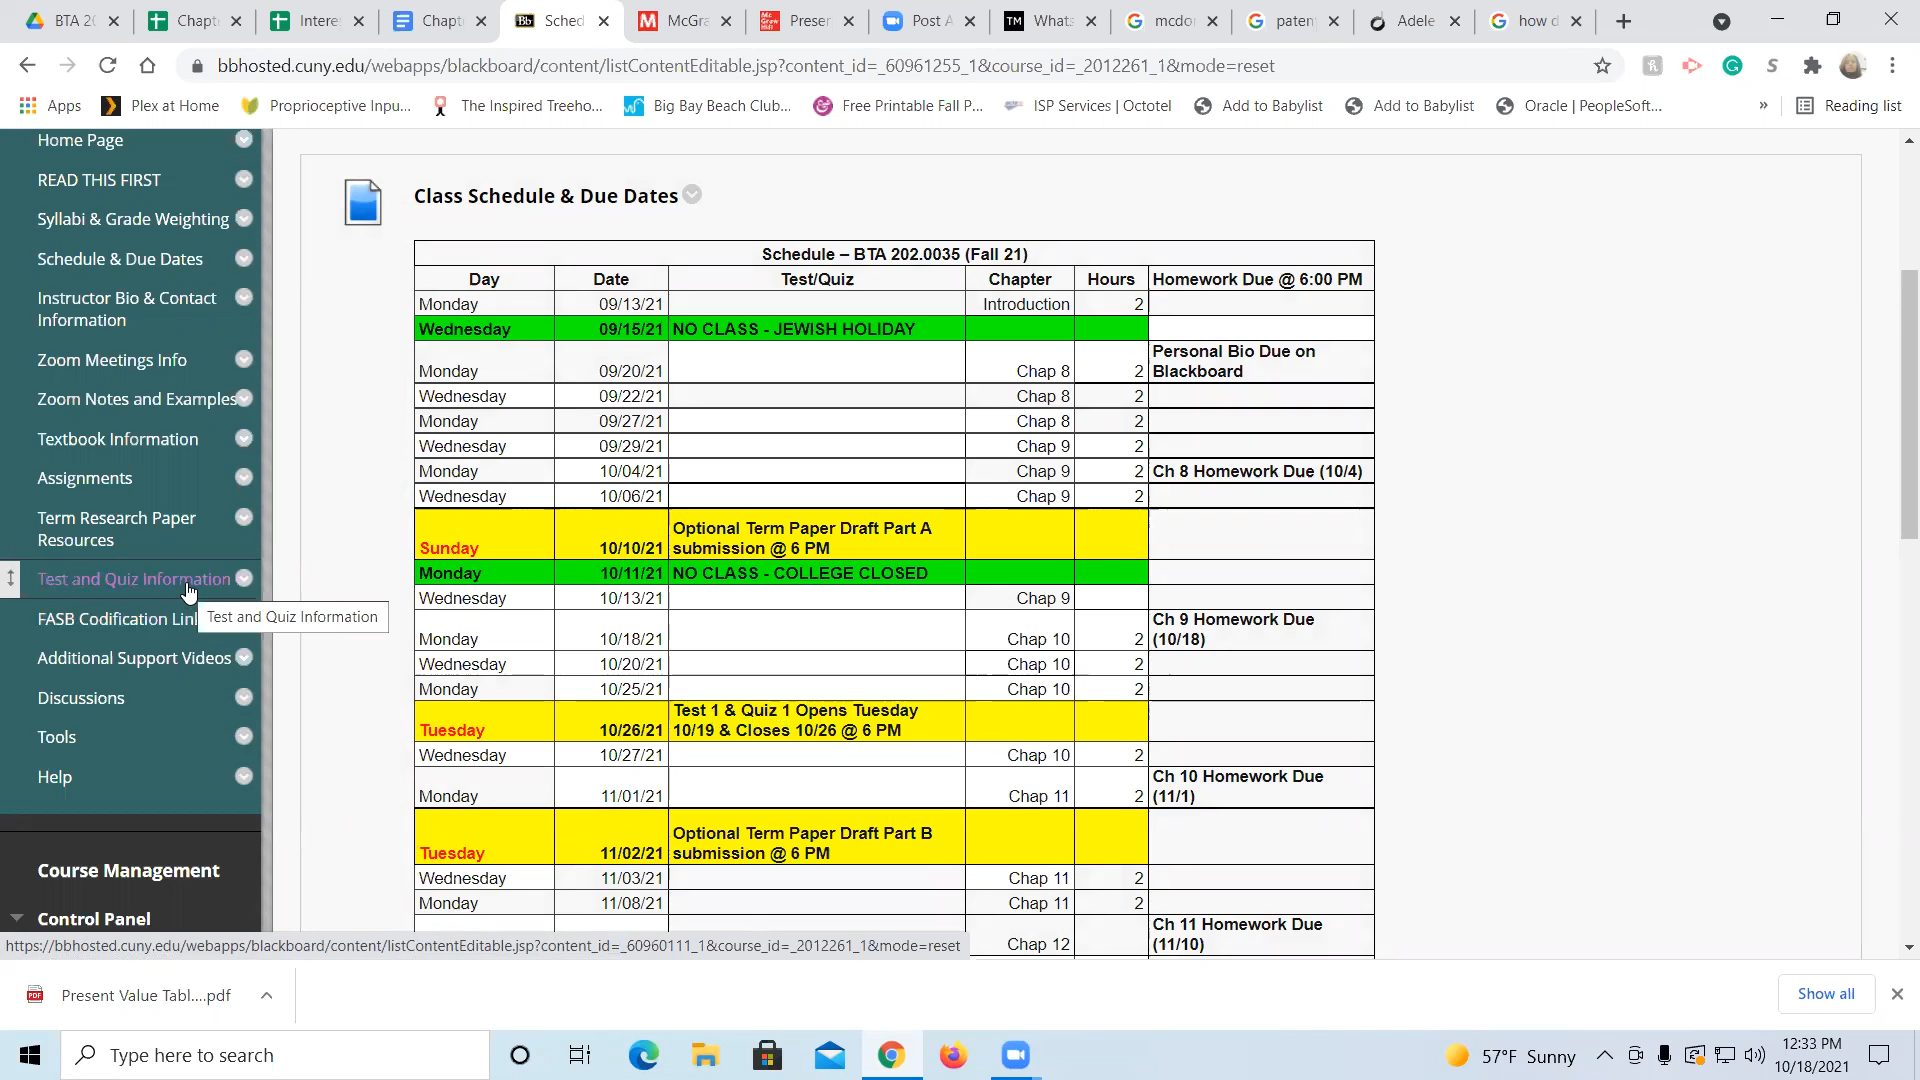 BTA 20
Chapt
Intere
Chapt
Sched
McGra
Presen
Post A
Whats
mcdor
paten
Adele
how d
bbhosted.cuny.edu/webapps/blackboard/content/listContentEditable.jsp?content_id=_60961255_1&course_id=_2012261_1&mode=reset
Apps
Plex at Home
Proprioceptive Inpu...
The Inspired Treeho...
Big Bay Beach Club...
Free Printable Fall P...
ISP Services | Octotel
Add to Babylist
Add to Babylist
Oracle | PeopleSoft...
»
Reading list
Home Page
READ THIS FIRST
Syllabi & Grade Weighting
Schedule & Due Dates
Instructor Bio & Contact
Information
Zoom Meetings Info
Zoom Notes and Examples
Textbook Information
Assignments
Term Research Paper
Resources
Test and Quiz Information
Test and Quiz Information
FASB Codification Lin
Additional Support Videos
Discussions
Tools
Help
Course Management
Control Panel
Class Schedule & Due Dates
Schedule – BTA 202.0035 (Fall 21)
Day Date Test/Quiz Chapter Hours Homework Due @ 6:00 PM
Monday 09/13/21 Introduction 2
Wednesday 09/15/21 NO CLASS - JEWISH HOLIDAY
Personal Bio Due on
Monday 09/20/21 Chap 8 2 Blackboard
Wednesday 09/22/21 Chap 8 2
Monday 09/27/21 Chap 8 2
Wednesday 09/29/21 Chap 9 2
Monday 10/04/21 Chap 9 2 Ch 8 Homework Due (10/4)
Wednesday 10/06/21 Chap 9 2
Optional Term Paper Draft Part A
Sunday 10/10/21 submission @ 6 PM
Monday 10/11/21 NO CLASS - COLLEGE CLOSED
Wednesday 10/13/21 Chap 9
Ch 9 Homework Due
Monday 10/18/21 Chap 10 2 (10/18)
Wednesday 10/20/21 Chap 10 2
Monday 10/25/21 Chap 10 2
Test 1 & Quiz 1 Opens Tuesday
Tuesday 10/26/21 10/19 & Closes 10/26 @ 6 PM
Wednesday 10/27/21 Chap 10 2
Ch 10 Homework Due
Monday 11/01/21 Chap 11 2 (11/1)
Optional Term Paper Draft Part B
Tuesday 11/02/21 submission @ 6 PM
Wednesday 11/03/21 Chap 11 2
Monday 11/08/21 Chap 11 2
Ch 11 Homework Due
Chap 12 (11/10)
https://bbhosted.cuny.edu/webapps/blackboard/content/listContentEditable.jsp?content_id=_60960111_1&course_id=_2012261_1&mode=reset
Present Value Tabl....pdf
Show all
Type here to search
57°F Sunny
12:33 PM
10/18/2021